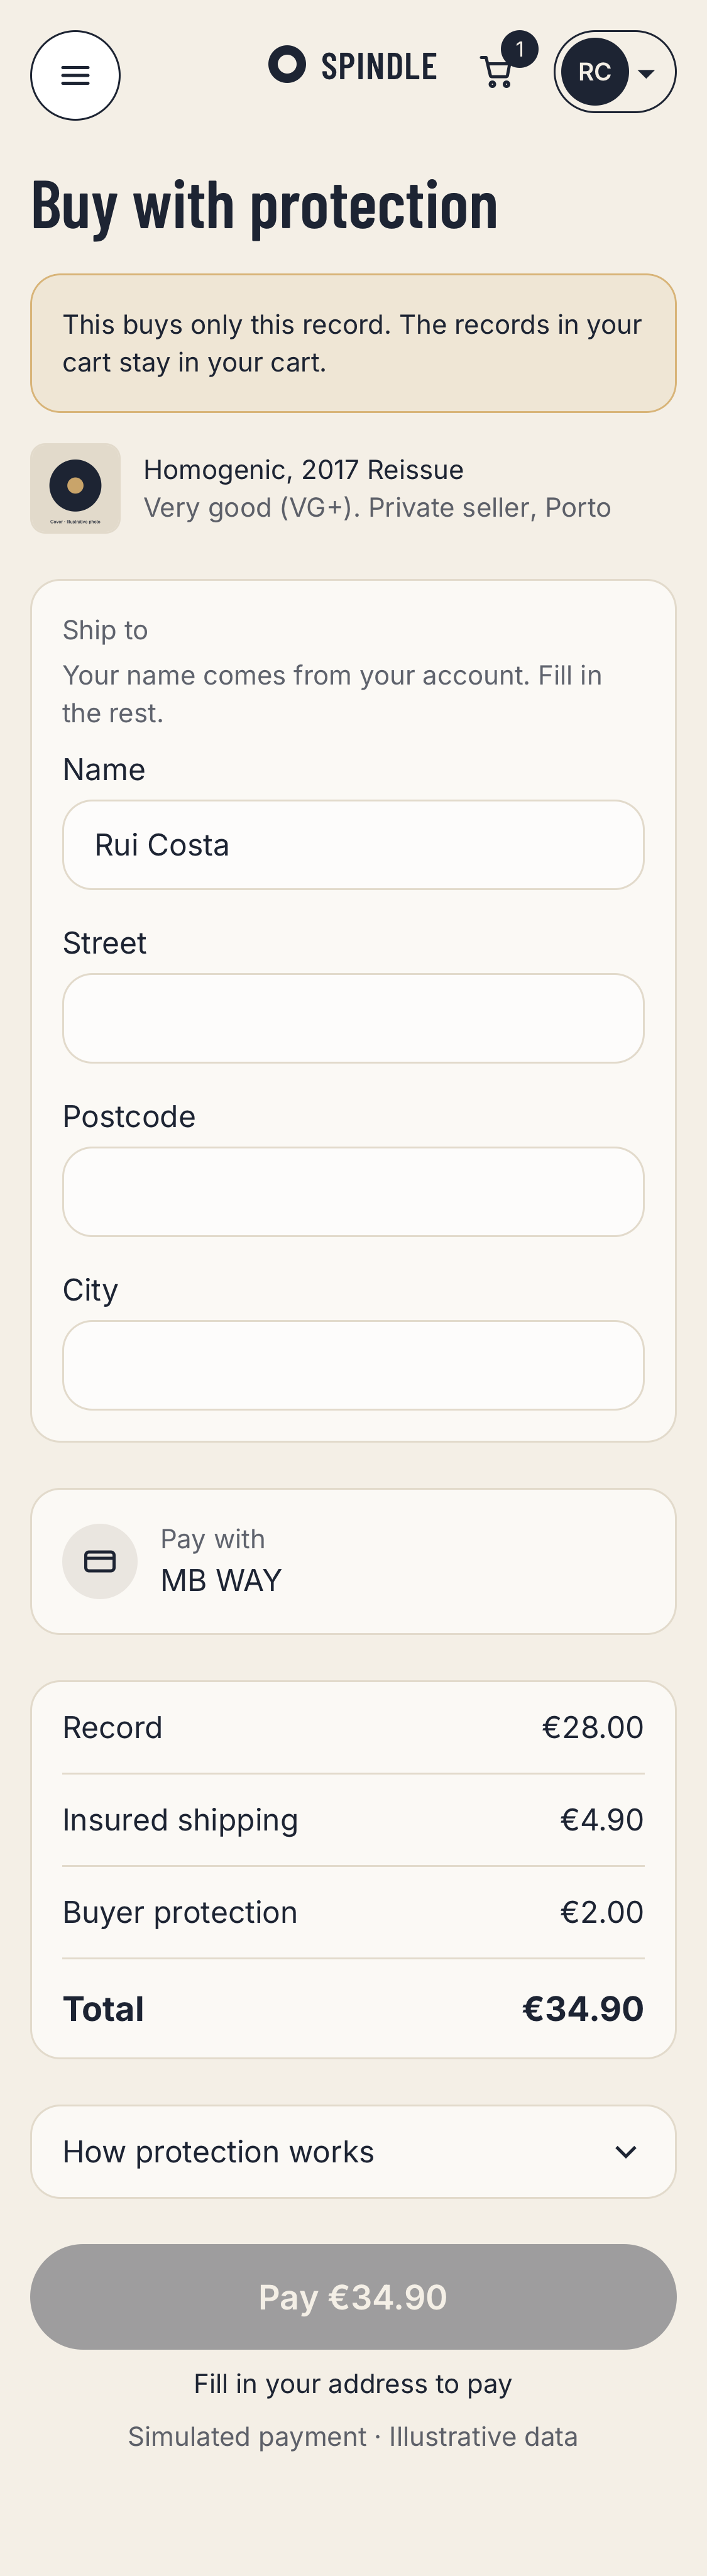 SPINDLE
1
RC
Buy with protection
This buys only this record. The records in your
cart stay in your cart.
Cover · Illustrative photo
Homogenic, 2017 Reissue
Very good (VG+). Private seller, Porto
Ship to
Your name comes from your account. Fill in
the rest.
Name
Rui Costa
Street
Postcode
City
Pay with
MB WAY
Record €28.00
Insured shipping €4.90
Buyer protection €2.00
Total €34.90
How protection works
Pay €34.90
Fill in your address to pay
Simulated payment · Illustrative data